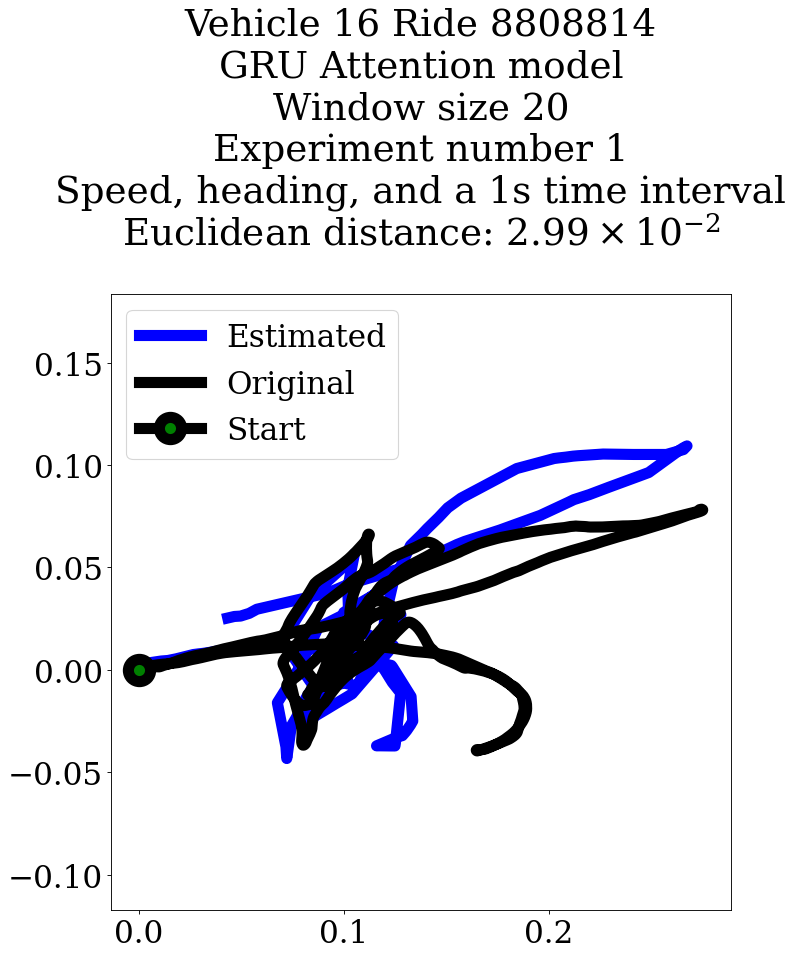 Vehicle 16 Ride 8808814
GRU Attention model
Window size 20
Experiment number 1
Speed, heading, and a 1s time interval
Euclidean distance: 2.99 × 10⁻²
Estimated
Original
Start
0.15
0.10
0.05
0.00
−0.05
−0.10
0.0 0.1 0.2